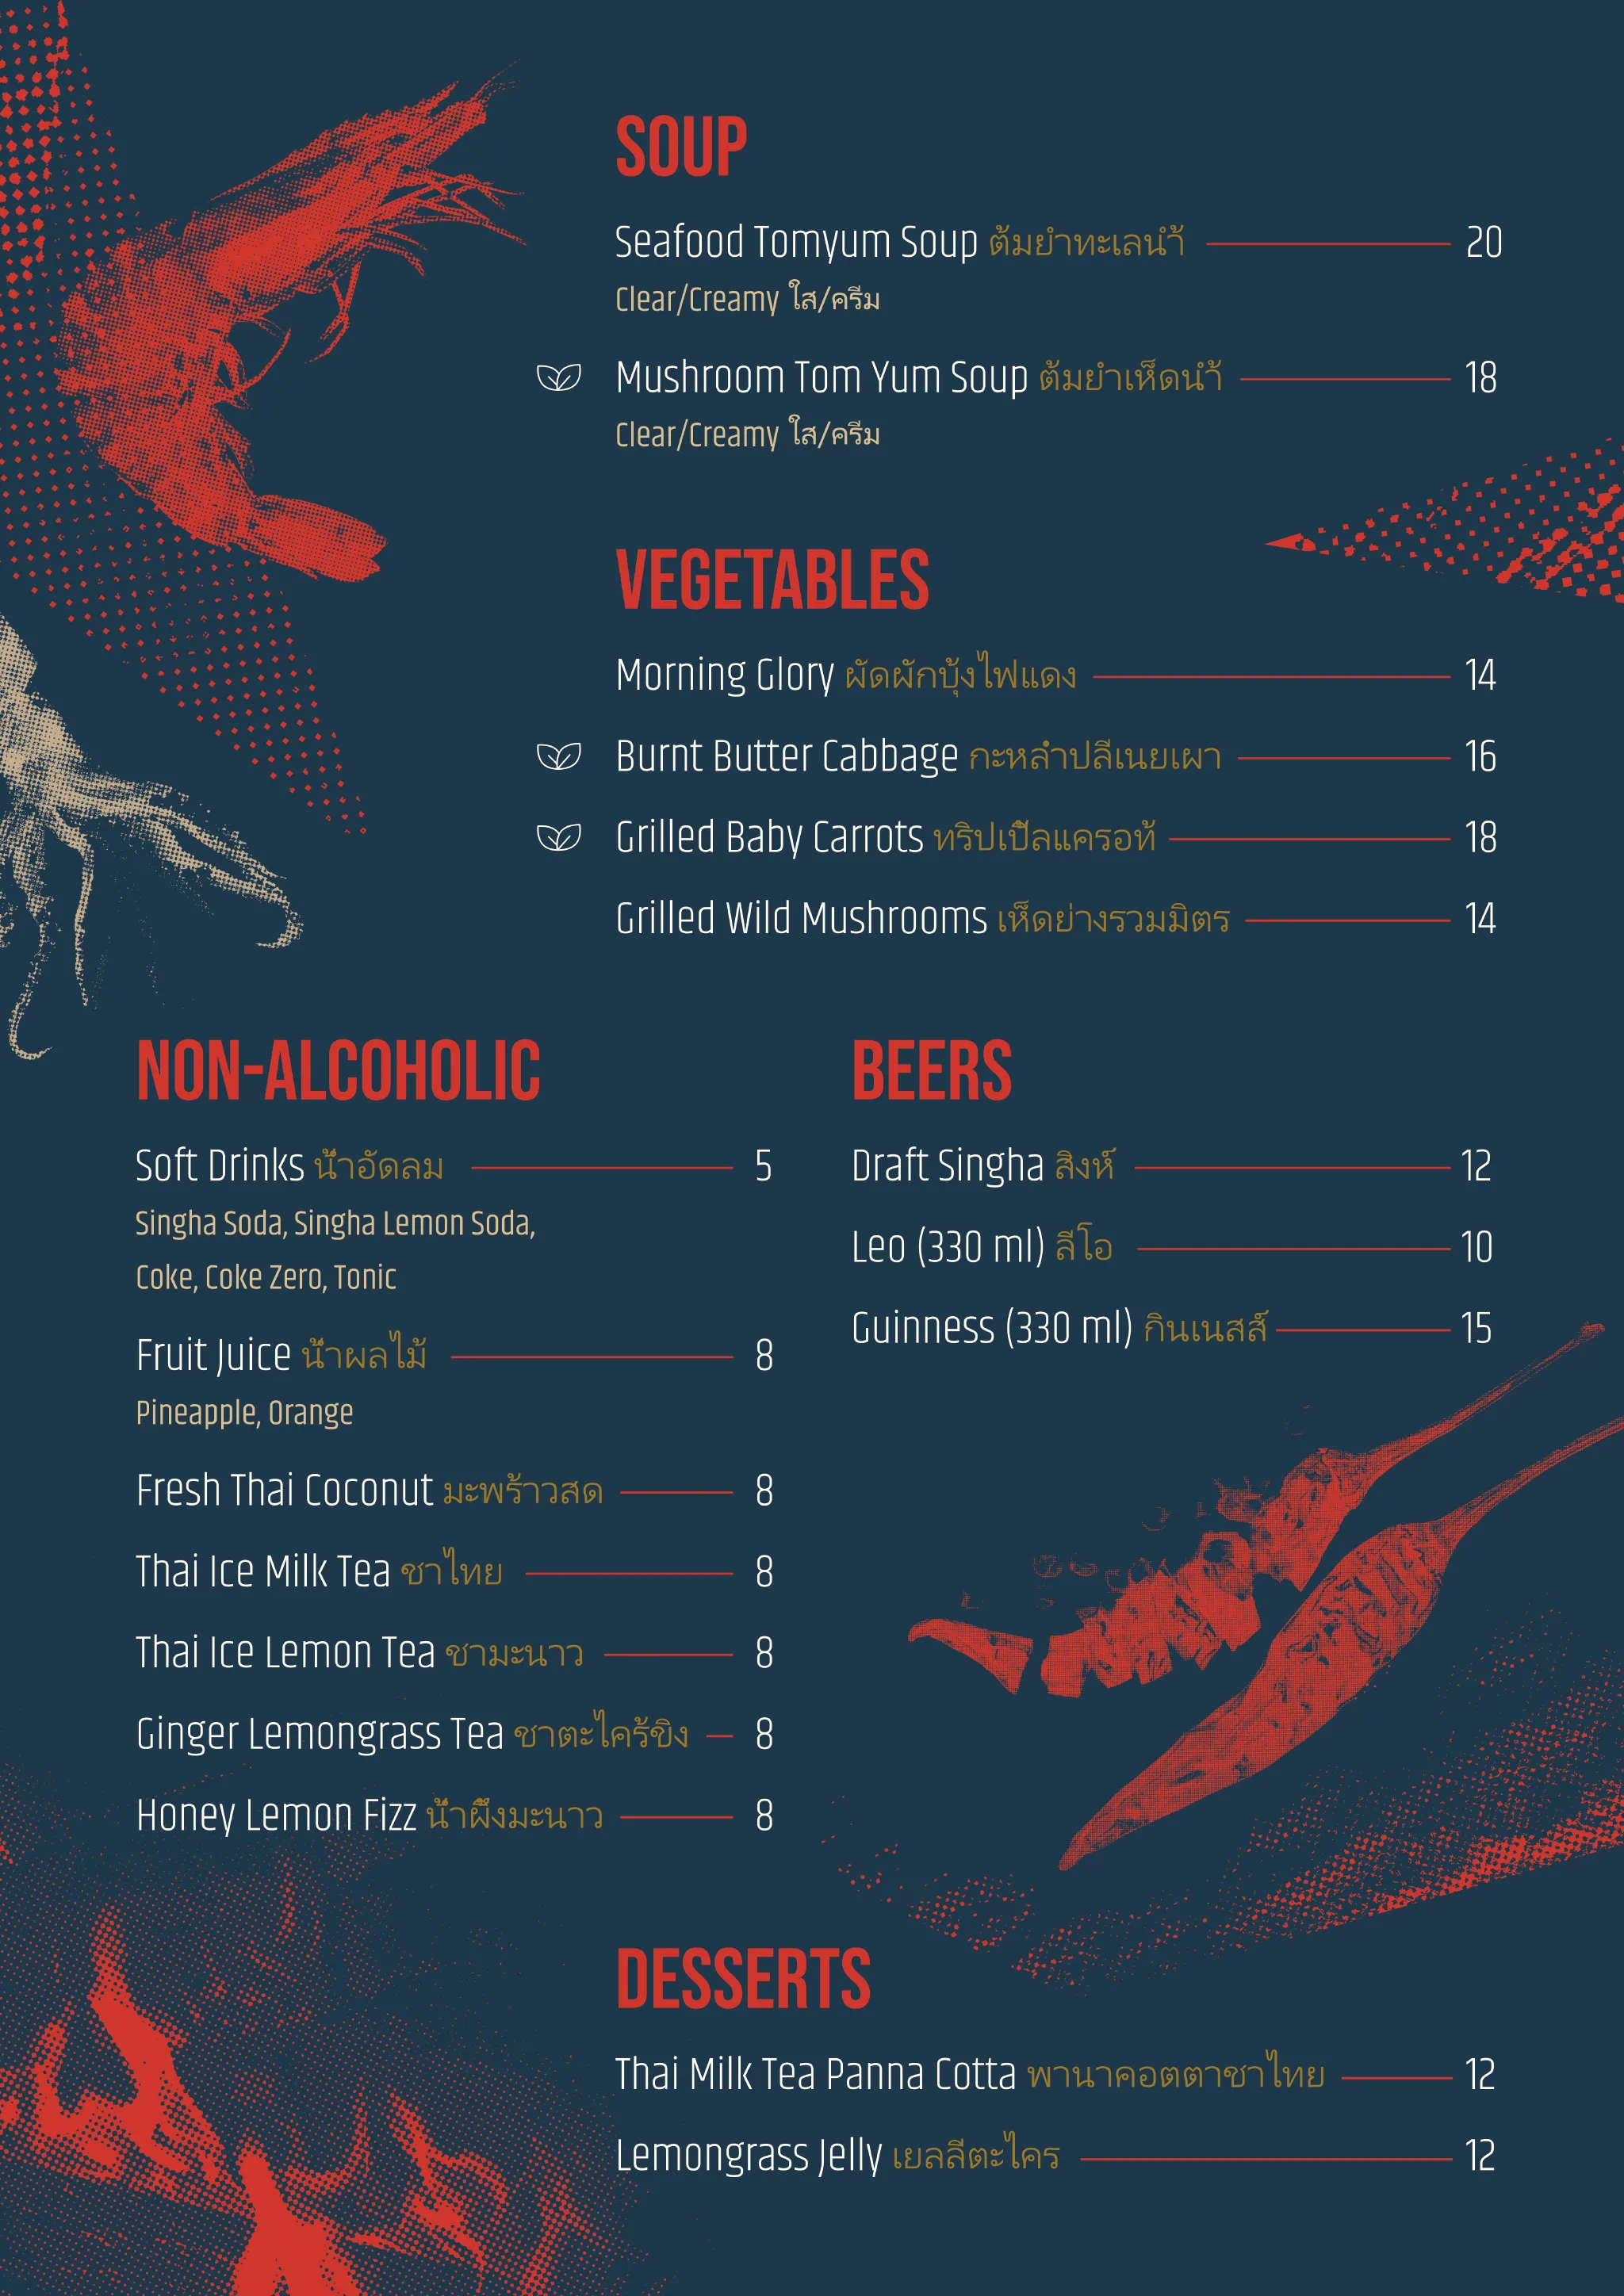 SOUP
Seafood Tomyum Soup ต้มยำทะเลนำ้ 20
Clear/Creamy ใส/ครีม
Mushroom Tom Yum Soup ต้มยำเห็ดนำ้ 18
Clear/Creamy ใส/ครีม
VEGETABLES
Morning Glory ผัดผักบุ้งไฟแดง 14
Burnt Butter Cabbage กะหลำปลีเนยเผา 16
Grilled Baby Carrots ทริปเปิ้ลแครอท้ 18
Grilled Wild Mushrooms เห็ดย่างรวมมิตร 14
NON-ALCOHOLIC
Soft Drinks น้ำอัดลม 5
Singha Soda, Singha Lemon Soda,
Coke, Coke Zero, Tonic
Fruit Juice น้ำผลไม้ 8
Pineapple, Orange
Fresh Thai Coconut มะพร้าวสด 8
Thai Ice Milk Tea ชาไทย 8
Thai Ice Lemon Tea ชามะนาว 8
Ginger Lemongrass Tea ชาตะไคร้ขิง 8
Honey Lemon Fizz น้ำผึ้งมะนาว 8
BEERS
Draft Singha สิงห์ 12
Leo (330 ml) ลีโอ 10
Guinness (330 ml) กินเนสส์ 15
DESSERTS
Thai Milk Tea Panna Cotta พานาคอตตาชาไทย 12
Lemongrass Jelly เยลลีตะไคร 12